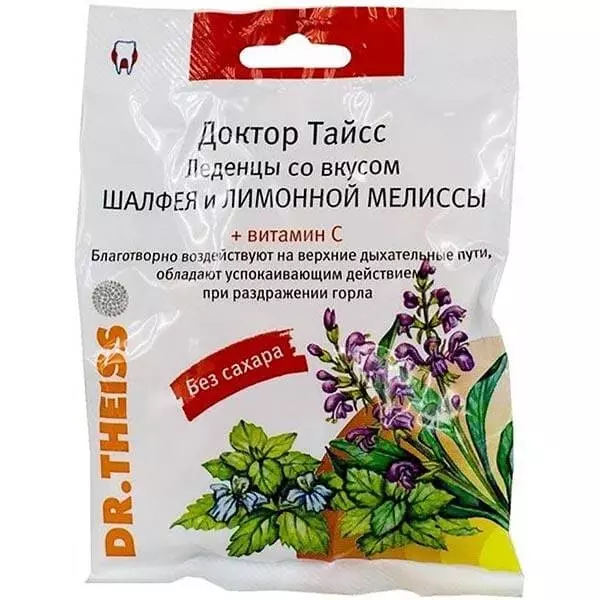 Доктор Тайсс
Леденцы со вкусом
ШАЛФЕЯ и ЛИМОННОЙ МЕЛИССЫ
+ витамин С
Благотворно воздействуют на верхние дыхательные пути,
обладают успокаивающим действием
при раздражении горла
Без сахара
DR.THEISS